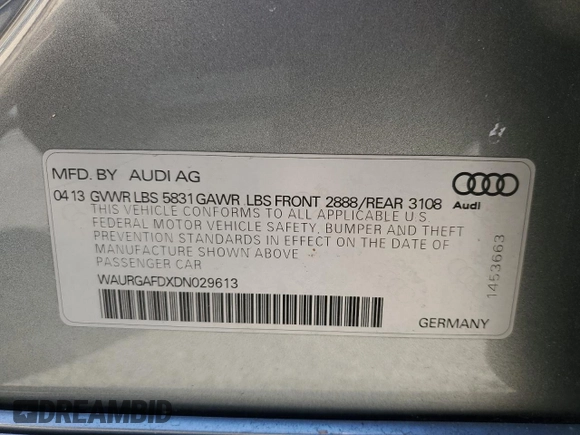 MFD. BY AUDI AG
04 13 GVWR LBS 5831 GAWR LBS FRONT 2888/REAR 3108
THIS VEHICLE CONFORMS TO ALL APPLICABLE U.S.
FEDERAL MOTOR VEHICLE SAFETY, BUMPER AND THEFT
PREVENTION STANDARDS IN EFFECT ON THE DATE OF
MANUFACTURE SHOWN ABOVE
PASSENGER CAR
WAURGAFDXDN029613
Audi
1453663
GERMANY
DREAMBID